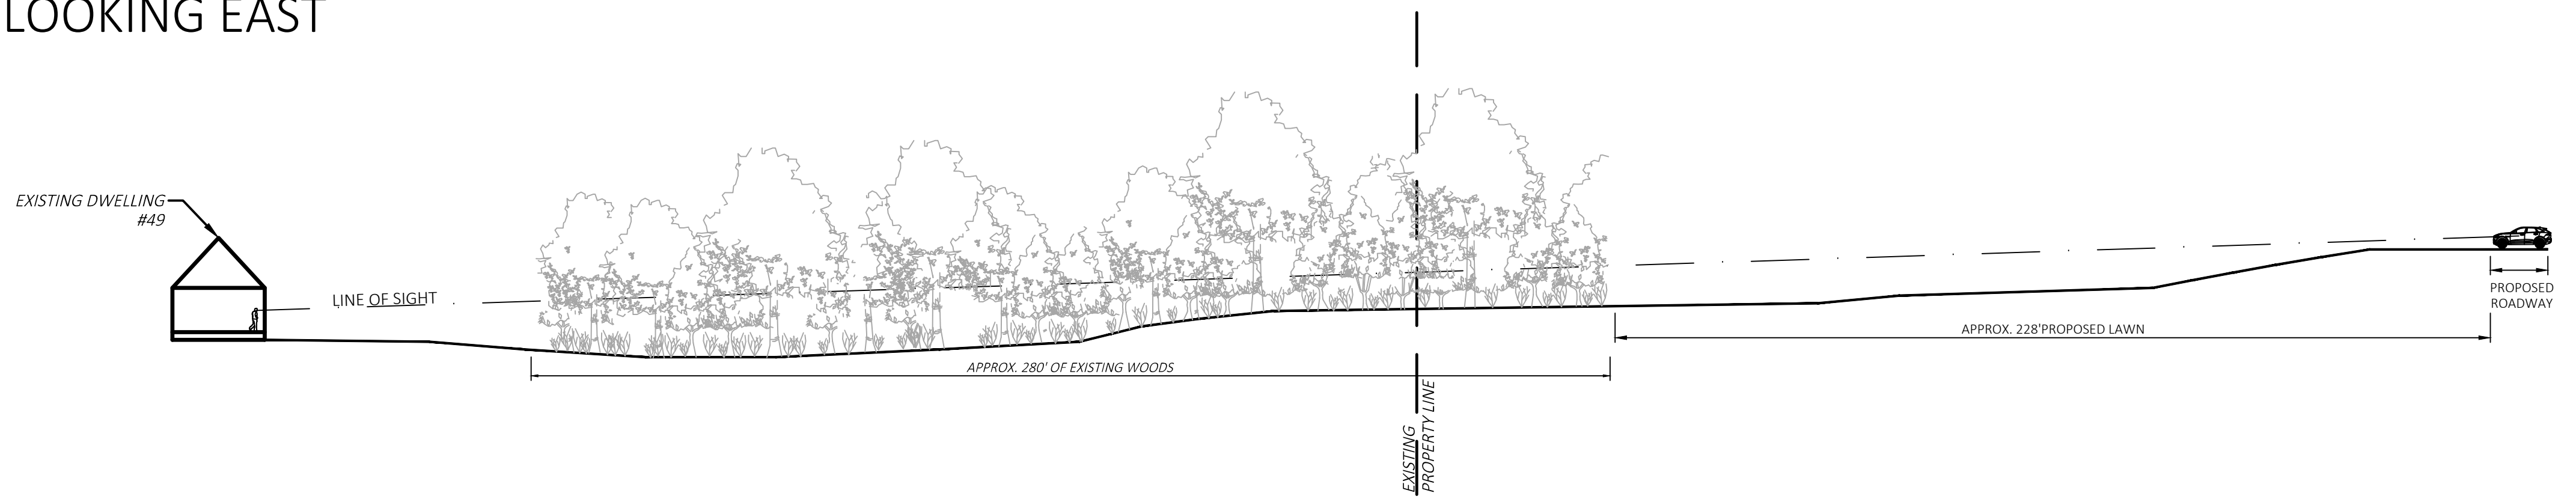 LOOKING EAST
EXISTING DWELLING
#49
LINE OF SIGHT
APPROX. 280' OF EXISTING WOODS
EXISTING
PROPERTY LINE
APPROX. 228'PROPOSED LAWN
PROPOSED
ROADWAY